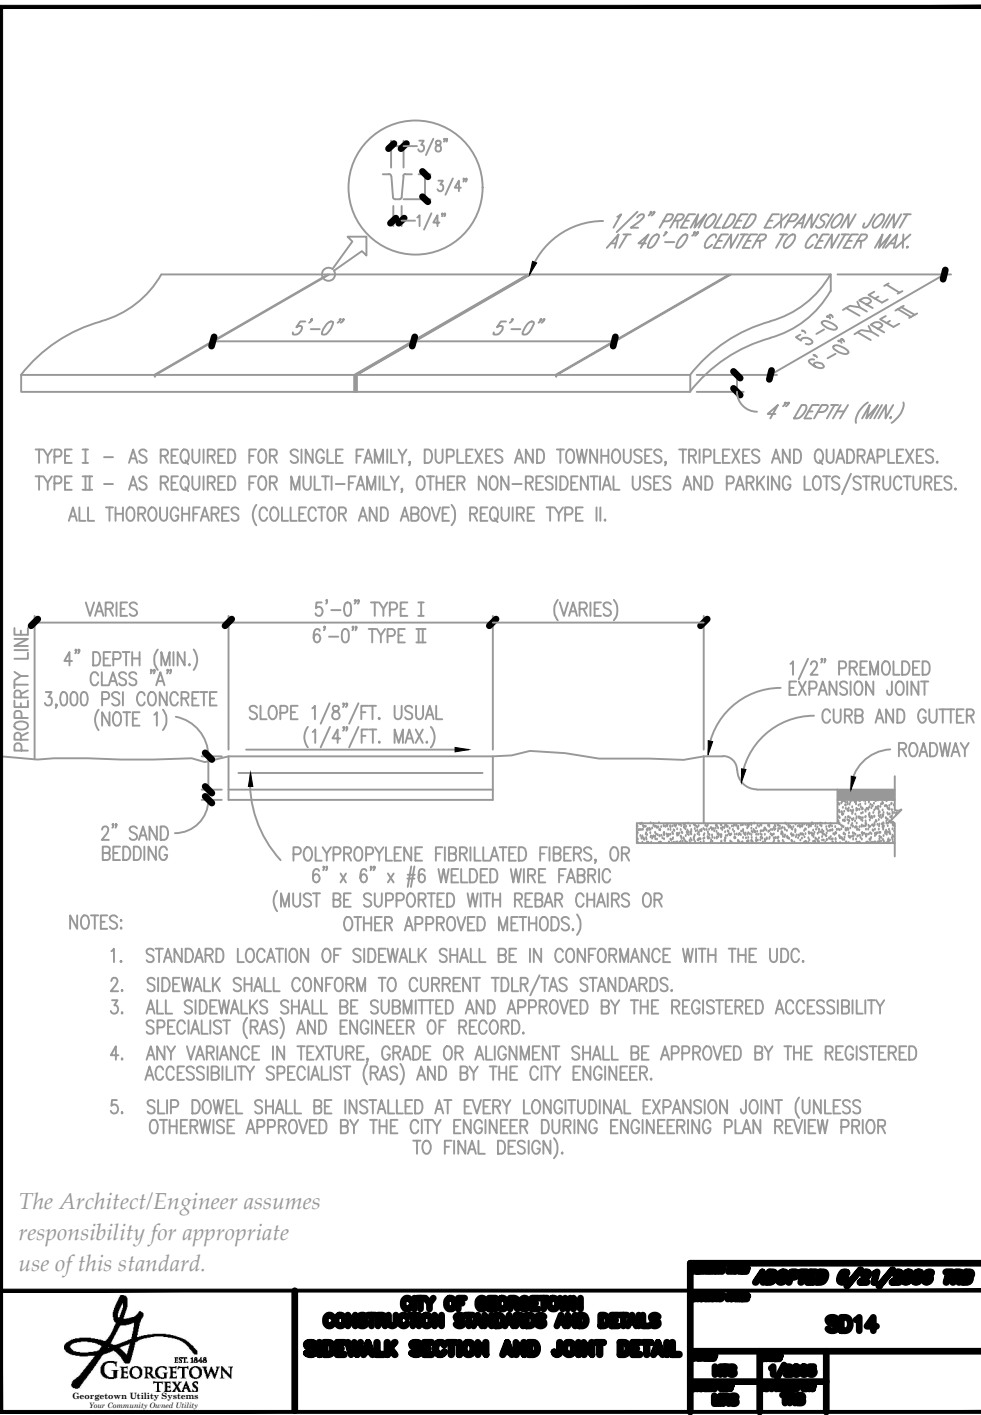 3/8"
3/4"
1/4"
1/2" PREMOLDED EXPANSION JOINT
AT 40'-0" CENTER TO CENTER MAX.
5'-0"
5'-0"
5'-0" TYPE I
6'-0" TYPE II
4" DEPTH (MIN.)
TYPE I – AS REQUIRED FOR SINGLE FAMILY, DUPLEXES AND TOWNHOUSES, TRIPLEXES AND QUADRAPLEXES.
TYPE II – AS REQUIRED FOR MULTI-FAMILY, OTHER NON-RESIDENTIAL USES AND PARKING LOTS/STRUCTURES.
ALL THOROUGHFARES (COLLECTOR AND ABOVE) REQUIRE TYPE II.
VARIES
5'-0" TYPE I
6'-0" TYPE II
(VARIES)
PROPERTY LINE
4" DEPTH (MIN.)
CLASS "A"
3,000 PSI CONCRETE
(NOTE 1)
SLOPE 1/8"/FT. USUAL
(1/4"/FT. MAX.)
1/2" PREMOLDED
EXPANSION JOINT
CURB AND GUTTER
ROADWAY
2" SAND
BEDDING
POLYPROPYLENE FIBRILLATED FIBERS, OR
6" x 6" x #6 WELDED WIRE FABRIC
(MUST BE SUPPORTED WITH REBAR CHAIRS OR
OTHER APPROVED METHODS.)
NOTES:
1. STANDARD LOCATION OF SIDEWALK SHALL BE IN CONFORMANCE WITH THE UDC.
2. SIDEWALK SHALL CONFORM TO CURRENT TDLR/TAS STANDARDS.
3. ALL SIDEWALKS SHALL BE SUBMITTED AND APPROVED BY THE REGISTERED ACCESSIBILITY
SPECIALIST (RAS) AND ENGINEER OF RECORD.
4. ANY VARIANCE IN TEXTURE, GRADE OR ALIGNMENT SHALL BE APPROVED BY THE REGISTERED
ACCESSIBILITY SPECIALIST (RAS) AND BY THE CITY ENGINEER.
5. SLIP DOWEL SHALL BE INSTALLED AT EVERY LONGITUDINAL EXPANSION JOINT (UNLESS
OTHERWISE APPROVED BY THE CITY ENGINEER DURING ENGINEERING PLAN REVIEW PRIOR
TO FINAL DESIGN).
The Architect/Engineer assumes
responsibility for appropriate
use of this standard.
EST. 1848
GEORGETOWN
TEXAS
Georgetown Utility Systems
Your Community Owned Utility
CITY OF GEORGETOWN
CONSTRUCTION STANDARDS AND DETAILS
SIDEWALK SECTION AND JOINT DETAIL
ADOPTED 6/21/2006 TRB
SD14
NTS
1/2003
MRS
TRB